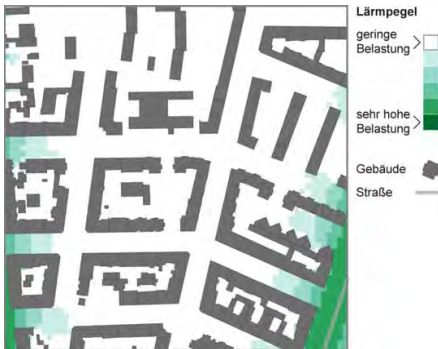 Lärmpegel
geringe
Belastung
sehr hohe
Belastung
Gebäude
Straße